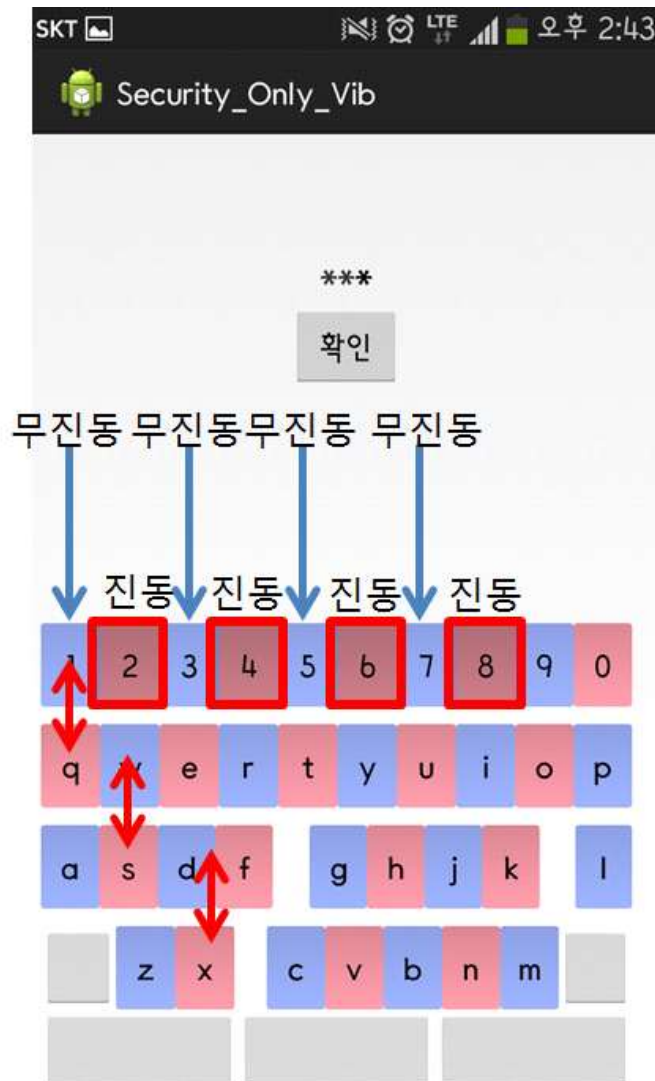 SKT LTE 오후 2:43
Security_Only_Vib
***
확인
무진동 무진동 무진동 무진동
진동 진동 진동 진동
1 2 3 4 5 6 7 8 9 0
q w e r t y u i o p
a s d f g h j k l
z x c v b n m